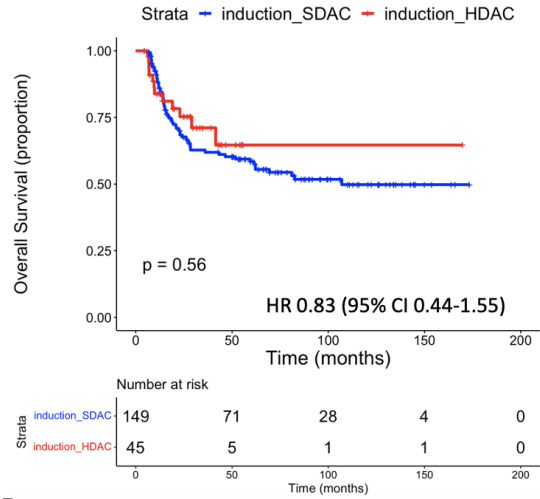 Strata induction_SDAC induction_HDAC
Overall Survival (proportion)
1.00
0.75
0.50
0.25
0.00
p = 0.56
HR 0.83 (95% CI 0.44-1.55)
0 50 100 150 200
Time (months)
Number at risk
Strata
induction_SDAC 149 71 28 4 0
induction_HDAC 45 5 1 1 0
0 50 100 150 200
Time (months)